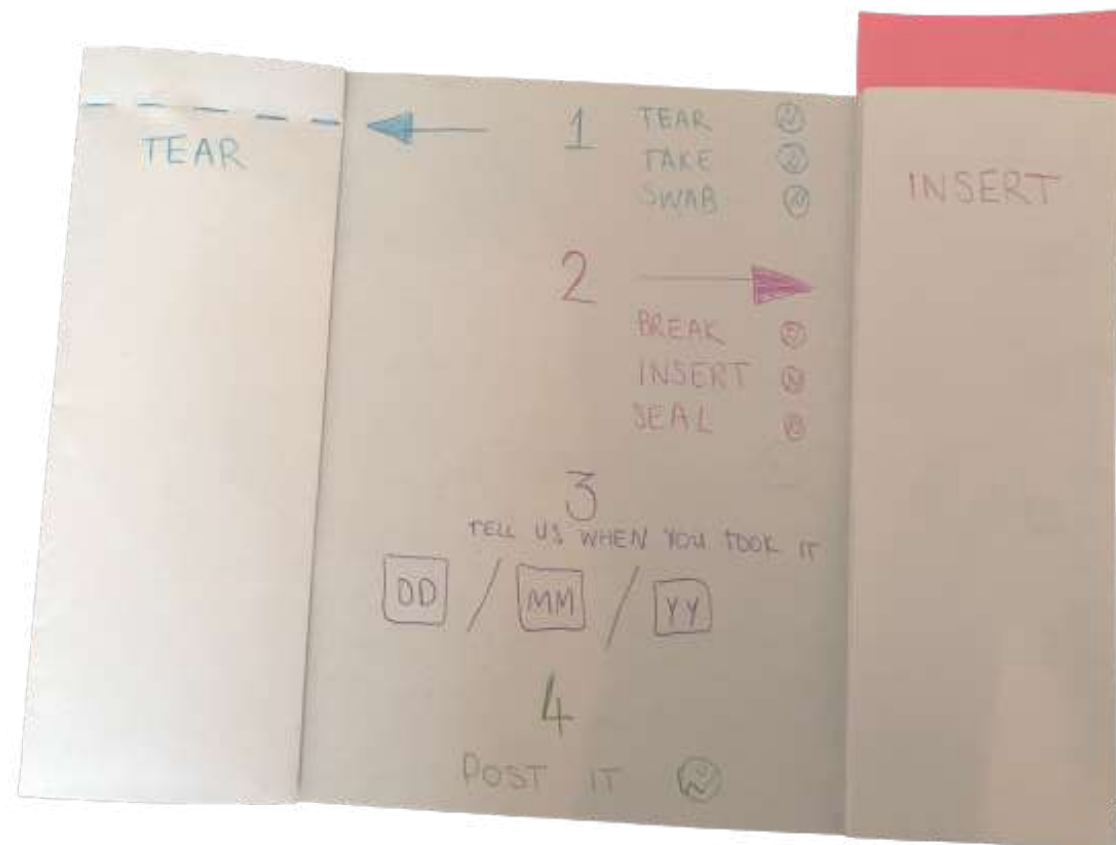 TEAR
1
TEAR
TAKE
SWAB
INSERT
2
BREAK
INSERT
SEAL
3
TELL US WHEN YOU TOOK IT
DD / MM / YY
4
POST IT